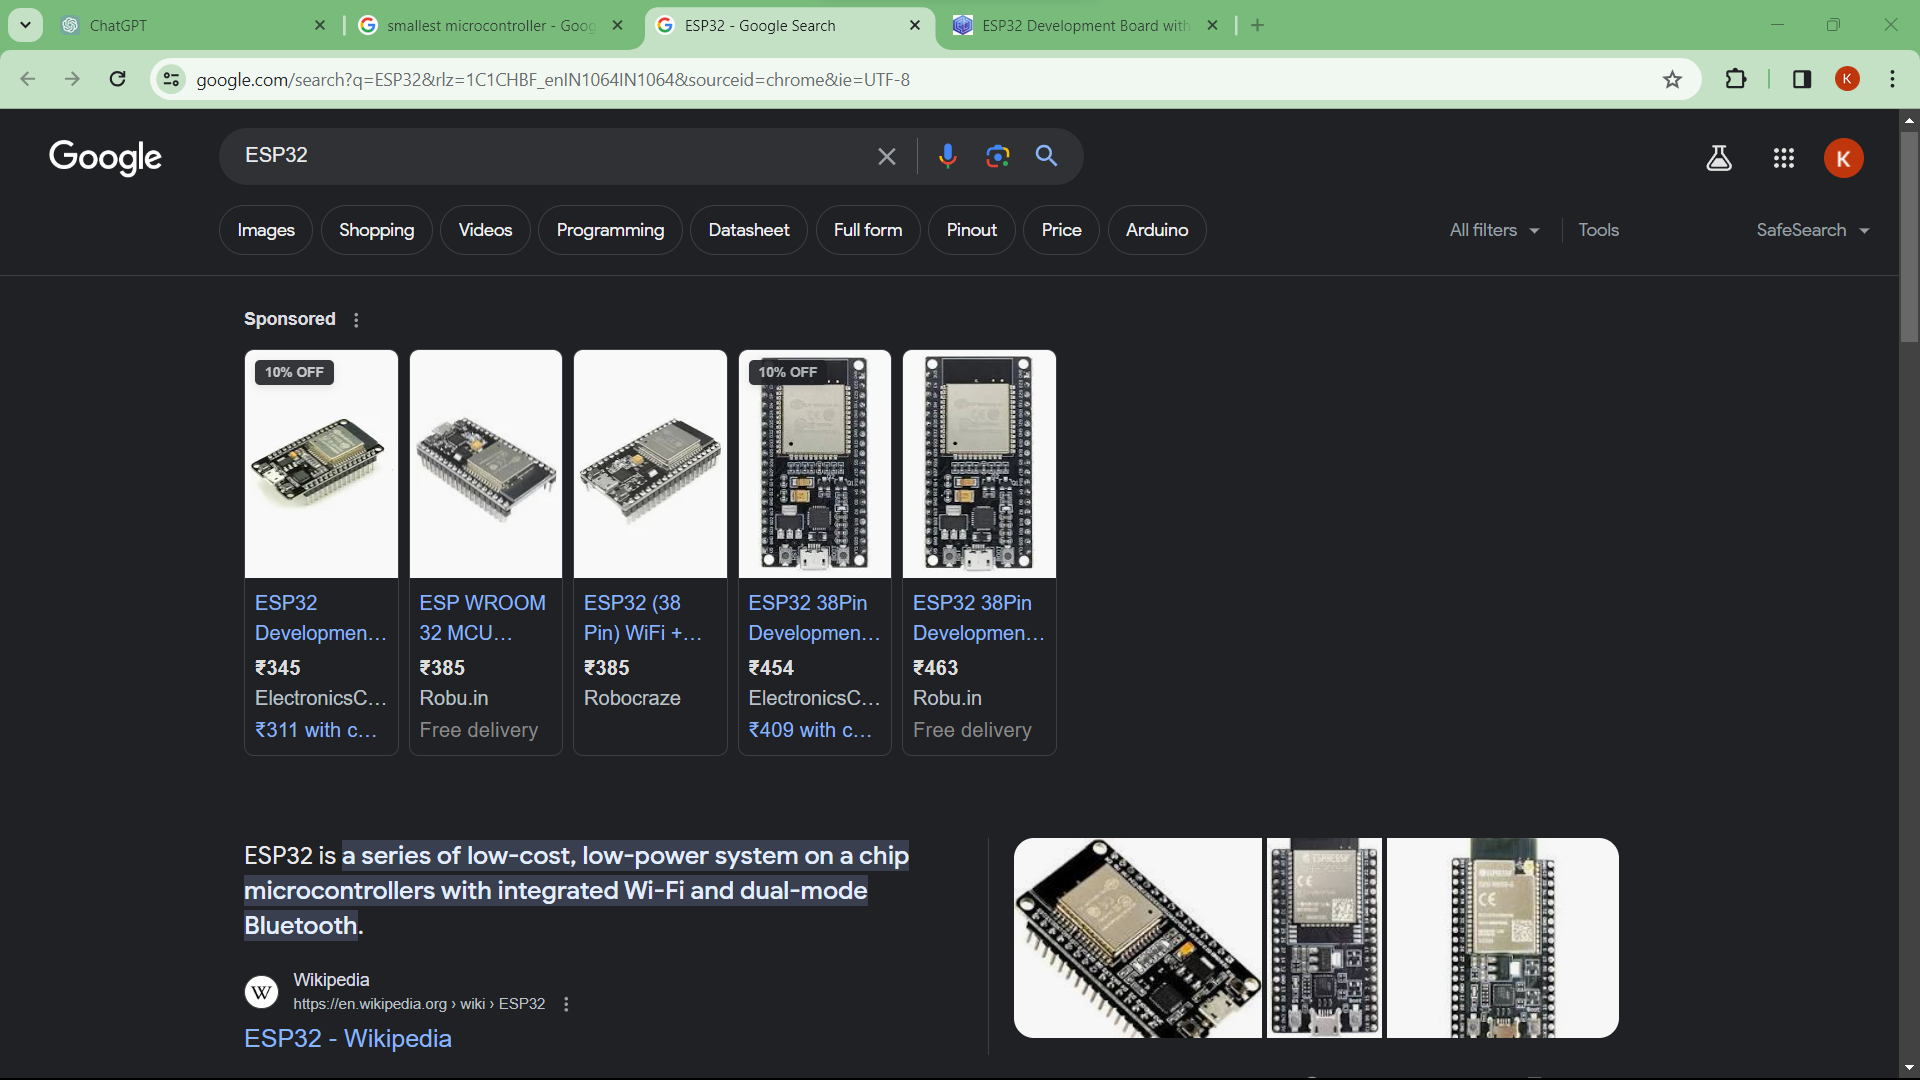 ChatGPT
smallest microcontroller - Goog
ESP32 - Google Search
ESP32 Development Board with
google.com/search?q=ESP32&rlz=1C1CHBF_enIN1064IN1064&sourceid=chrome&ie=UTF-8
K
Google
ESP32
K
Images
Shopping
Videos
Programming
Datasheet
Full form
Pinout
Price
Arduino
All filters
Tools
SafeSearch
Sponsored
10% OFF
ESP32
Developmen...
₹345
ElectronicsC...
₹311 with c...
ESP WROOM
32 MCU...
₹385
Robu.in
Free delivery
ESP32 (38
Pin) WiFi +...
₹385
Robocraze
10% OFF
ESP32 38Pin
Developmen...
₹454
ElectronicsC...
₹409 with c...
ESP32 38Pin
Developmen...
₹463
Robu.in
Free delivery
ESP32 is a series of low-cost, low-power system on a chip
microcontrollers with integrated Wi-Fi and dual-mode
Bluetooth.
W
Wikipedia
https://en.wikipedia.org › wiki › ESP32
ESP32 - Wikipedia